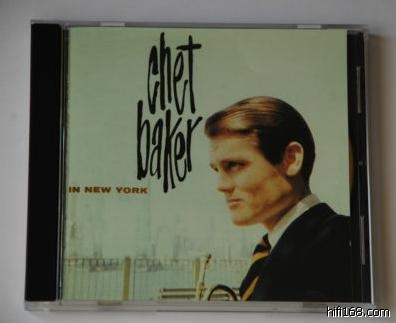 chet
baker
IN NEW YORK
hifi168.com